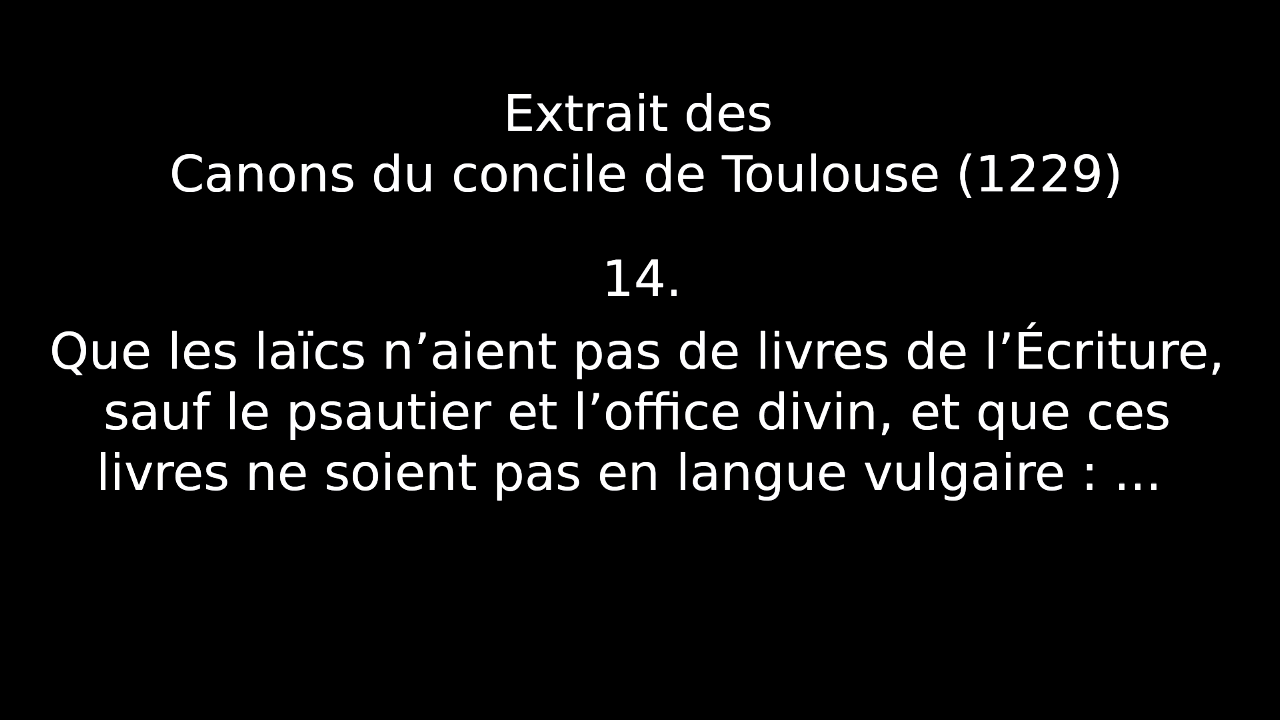 Extrait des
Canons du concile de Toulouse (1229)
14.
Que les laïcs n’aient pas de livres de l’Écriture,
sauf le psautier et l’office divin, et que ces
livres ne soient pas en langue vulgaire : ...